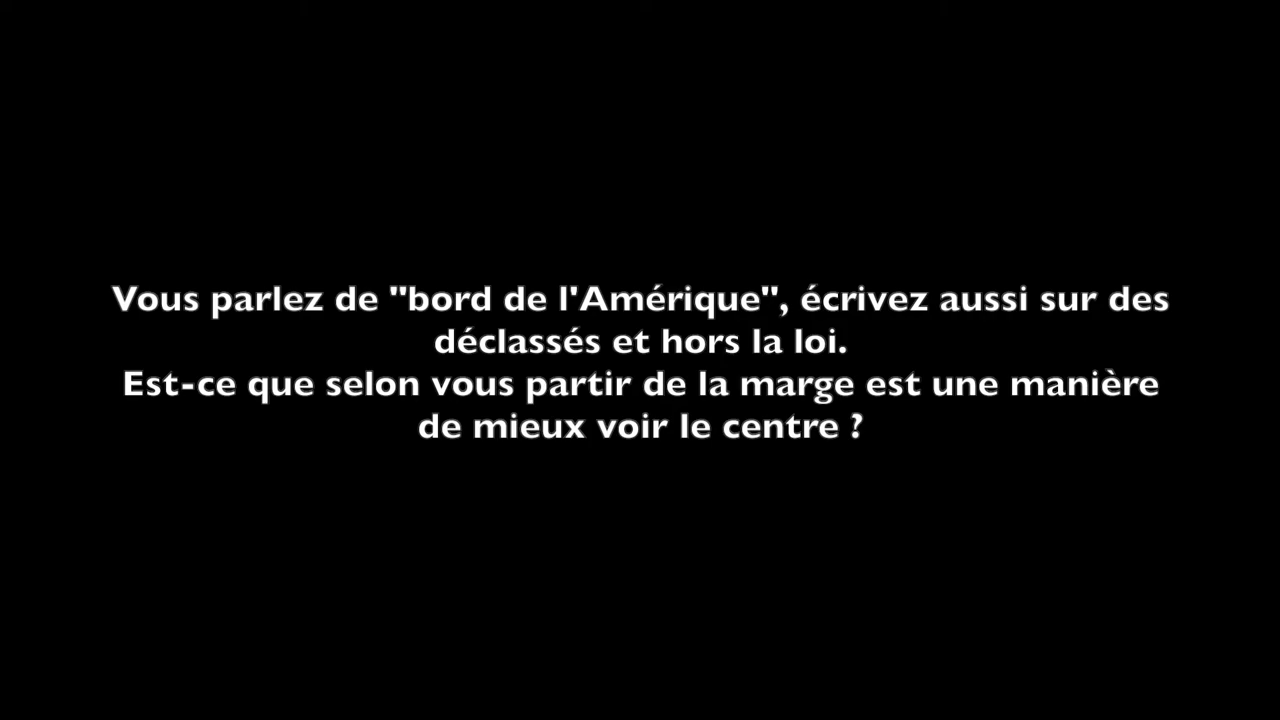 Vous parlez de "bord de l'Amérique", écrivez aussi sur des
déclassés et hors la loi.
Est-ce que selon vous partir de la marge est une manière
de mieux voir le centre ?